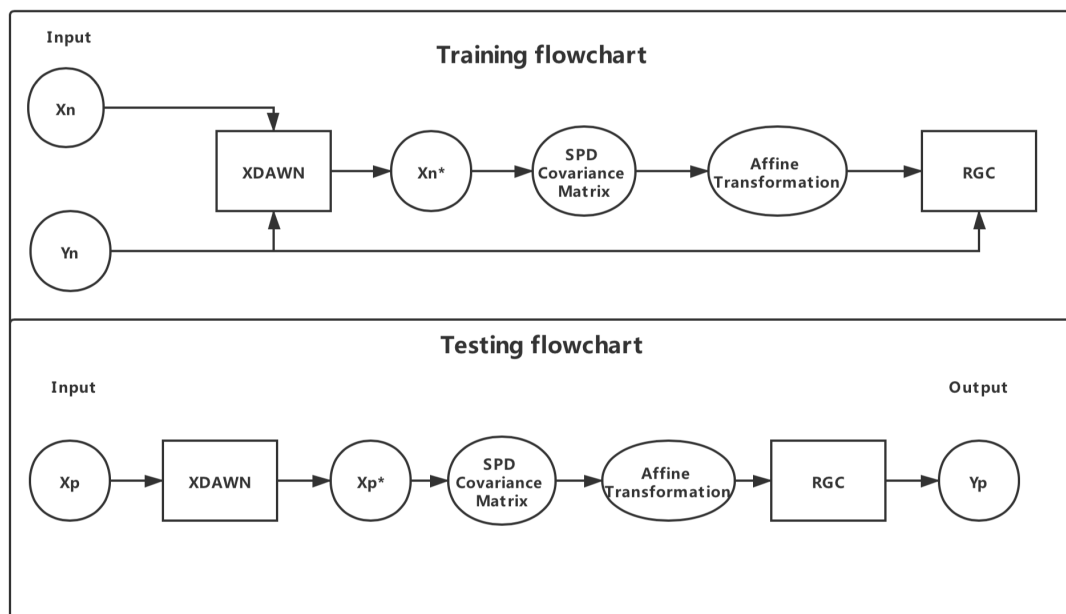 Input
Training flowchart
Xn
XDAWN
Xn*
SPD
Covariance
Matrix
Affine
Transformation
RGC
Yn
Testing flowchart
Input
Output
Xp
XDAWN
Xp*
SPD
Covariance
Matrix
Affine
Transformation
RGC
Yp